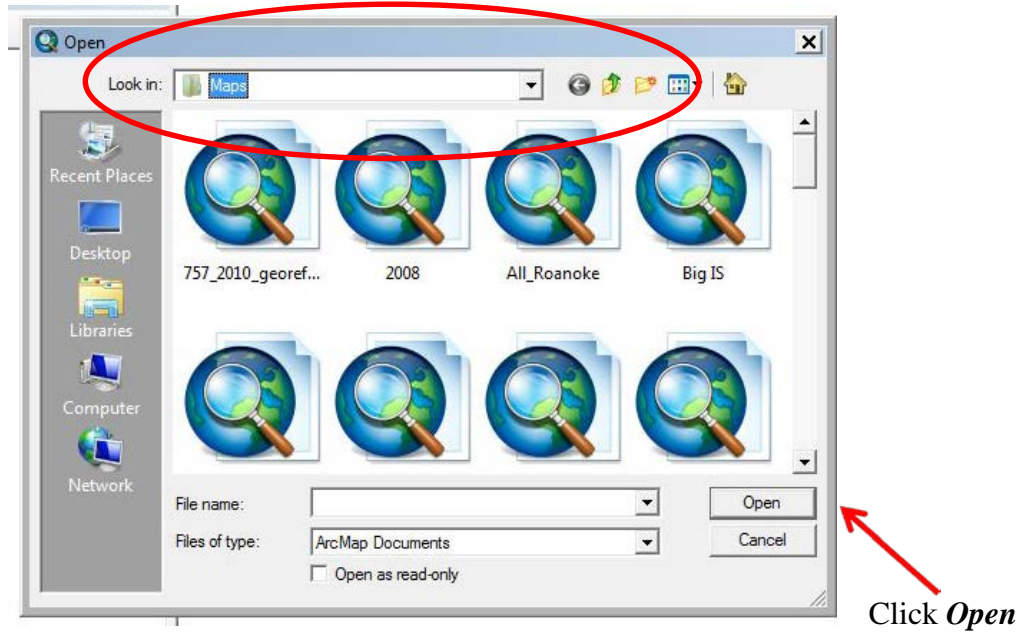 Open
Look in: Maps
Recent Places
Desktop
Libraries
Computer
Network
757_2010_georef... 2008 All_Roanoke Big IS
File name: Open
Files of type: ArcMap Documents Cancel
Open as read-only
Click Open